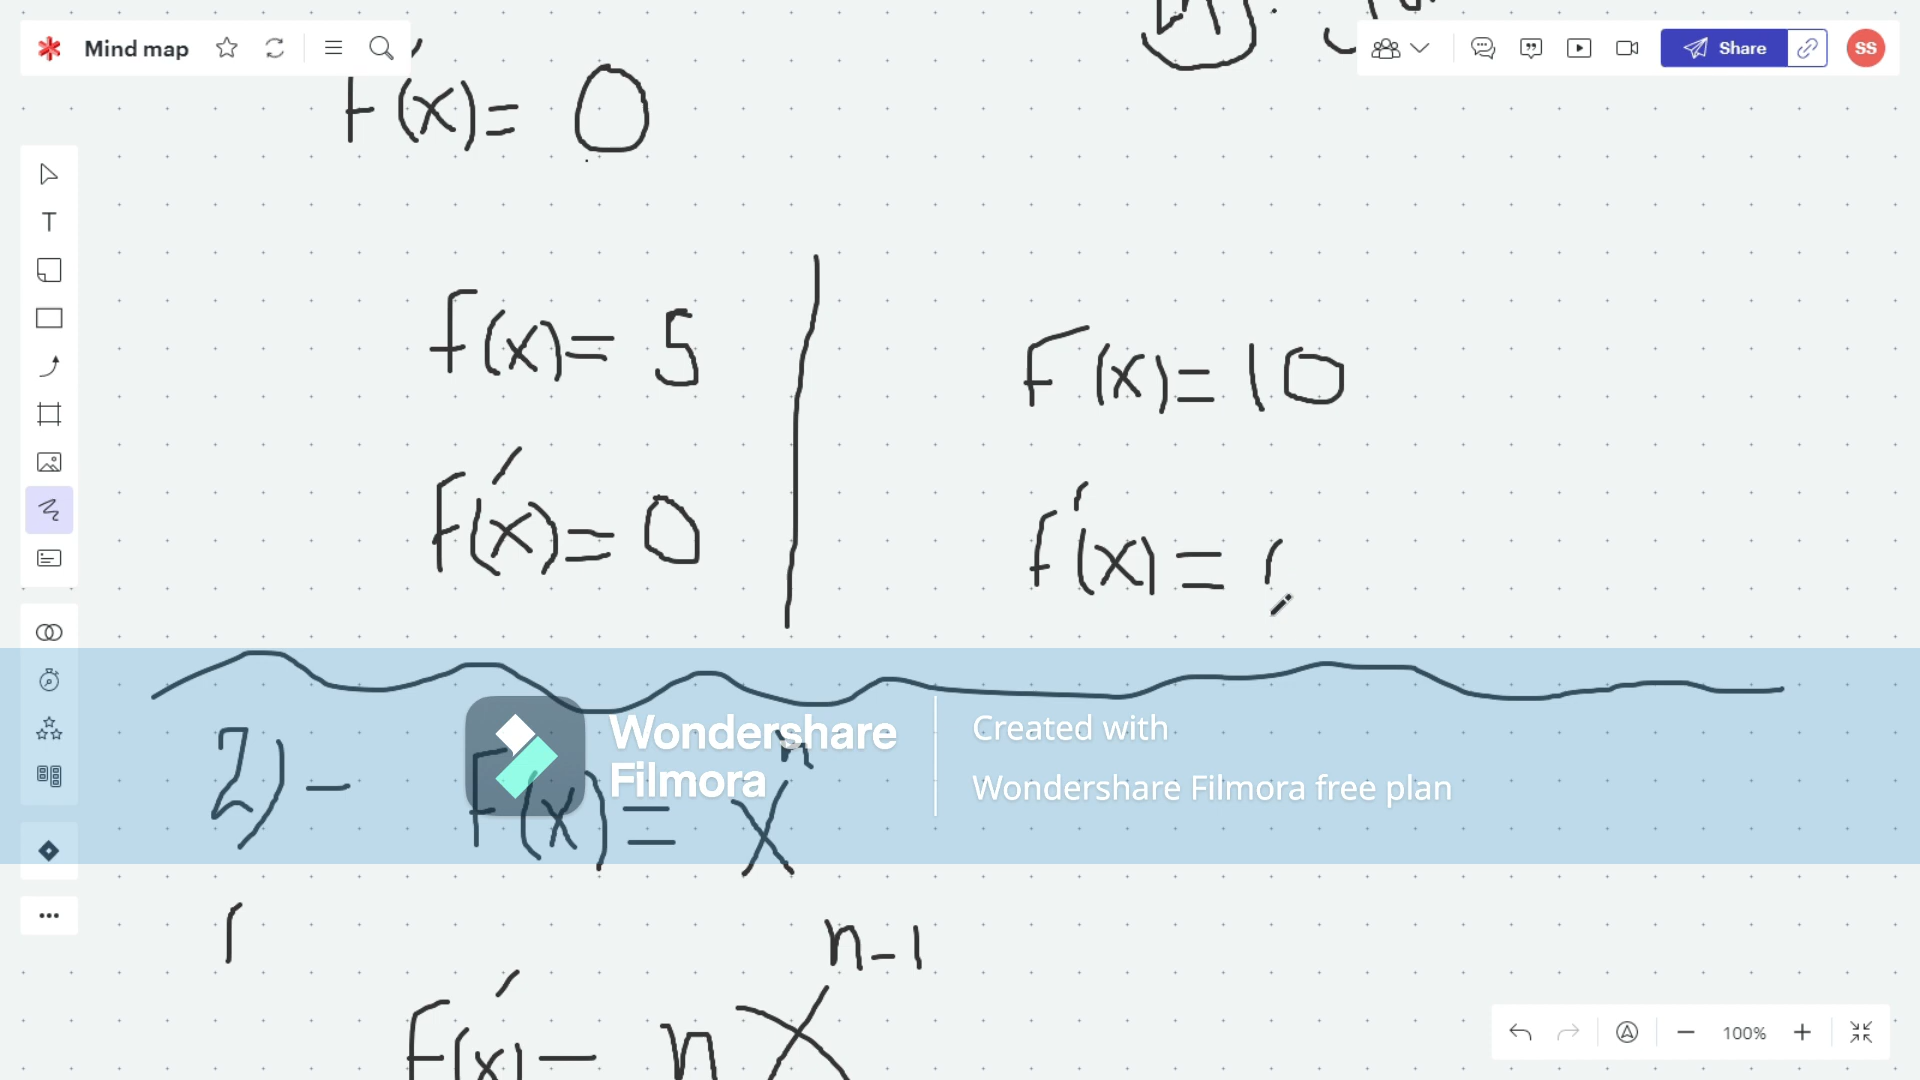 Mind map
Share
SS
f(x)= 0
T
f(x)= 5
F(x)= 10
F'(x)= 0
f'(x)=
Wondershare
Filmora
Created with
Wondershare Filmora free plan
2)- F(x)= x^n
F'(x)= nx^n-1
100%